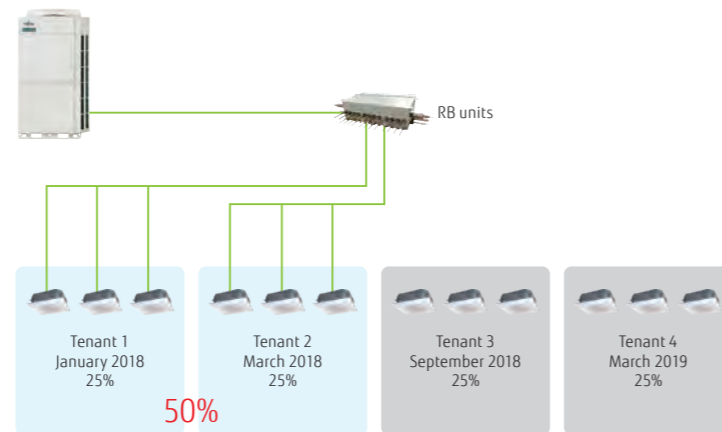 RB units
Tenant 1
January 2018
25%
Tenant 2
March 2018
25%
Tenant 3
September 2018
25%
Tenant 4
March 2019
25%
50%